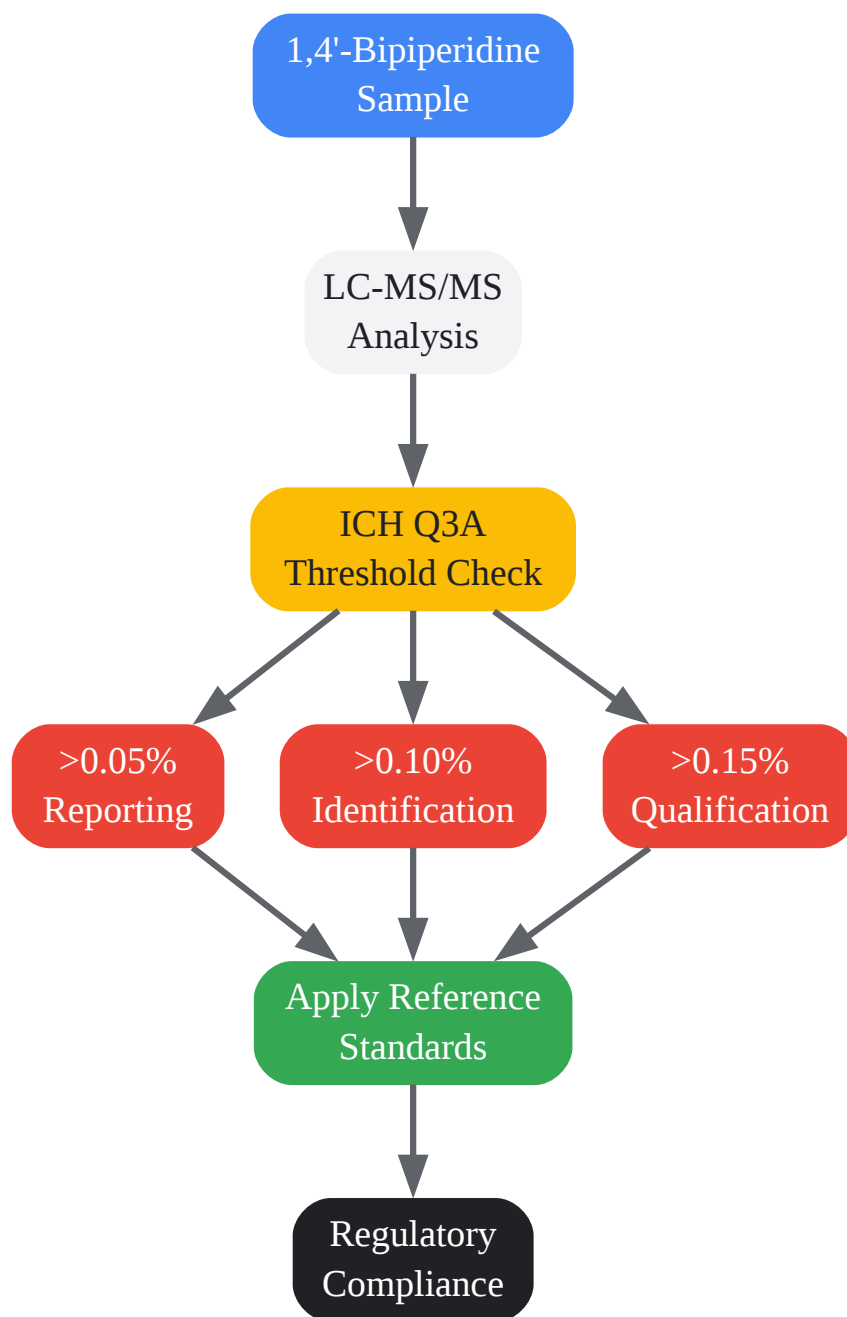 1,4'-Bipiperidine
Sample
LC-MS/MS
Analysis
ICH Q3A
Threshold Check
>0.05%
Reporting
>0.10%
Identification
>0.15%
Qualification
Apply Reference
Standards
Regulatory
Compliance